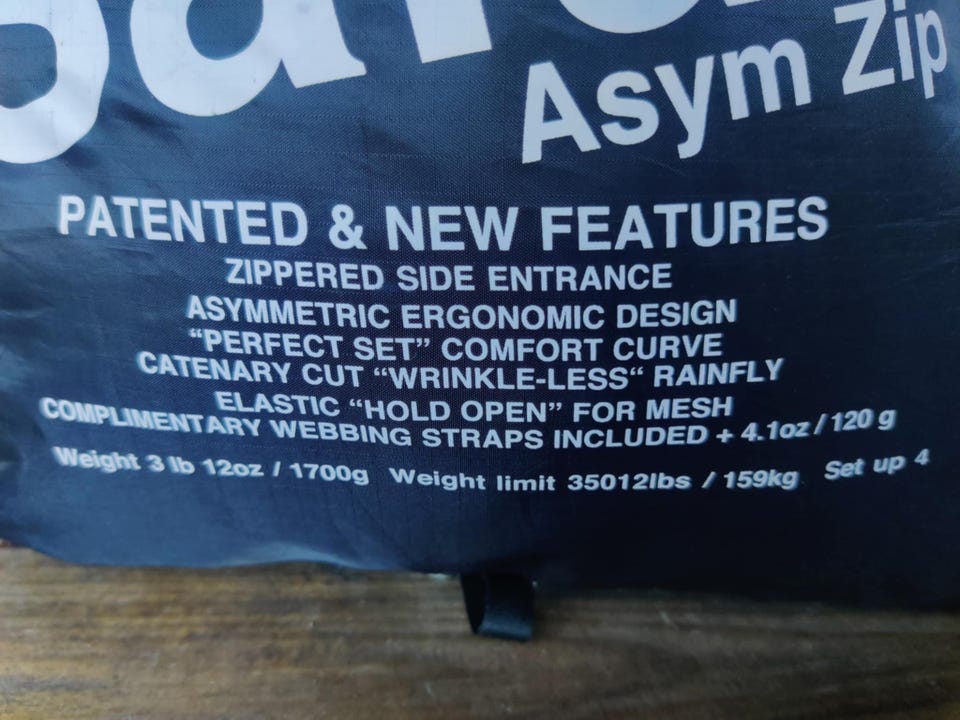 Asym Zip
PATENTED & NEW FEATURES
ZIPPERED SIDE ENTRANCE
ASYMMETRIC ERGONOMIC DESIGN
“PERFECT SET” COMFORT CURVE
CATENARY CUT “WRINKLE-LESS“ RAINFLY
ELASTIC “HOLD OPEN” FOR MESH
COMPLIMENTARY WEBBING STRAPS INCLUDED + 4.1oz / 120 g
Weight 3 lb 12oz / 1700g Weight limit 35012lbs / 159kg Set up 4